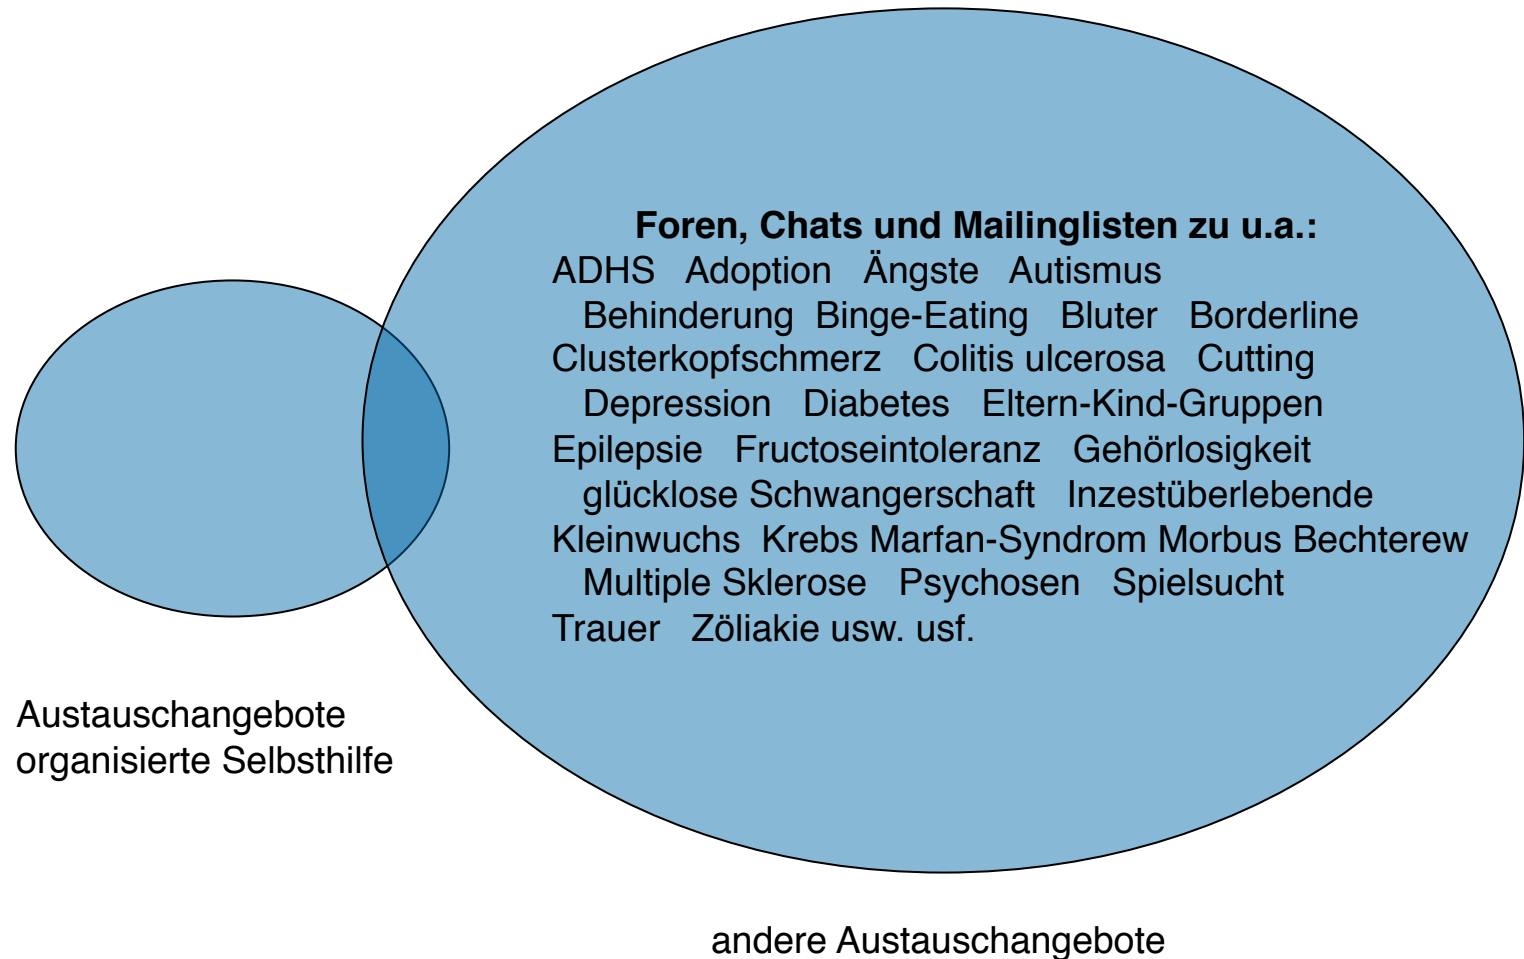 Foren, Chats und Mailinglisten zu u.a.:
ADHS Adoption Ängste Autismus
Behinderung Binge-Eating Bluter Borderline
Clusterkopfschmerz Colitis ulcerosa Cutting
Depression Diabetes Eltern-Kind-Gruppen
Epilepsie Fructoseintoleranz Gehörlosigkeit
glücklose Schwangerschaft Inzestüberlebende
Kleinwuchs Krebs Marfan-Syndrom Morbus Bechterew
Multiple Sklerose Psychosen Spielsucht
Trauer Zöliakie usw. usf.
Austauschangebote
organisierte Selbsthilfe
andere Austauschangebote